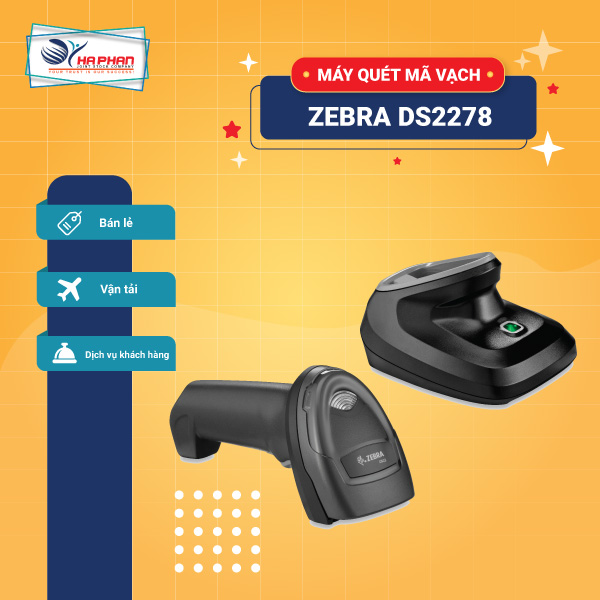 HA PHAN
JOINT STOCK COMPANY
YOUR TRUST IS OUR SUCCESS!
MÁY QUÉT MÃ VẠCH
ZEBRA DS2278
Bán lẻ
Vận tải
Dịch vụ khách hàng
ZEBRA